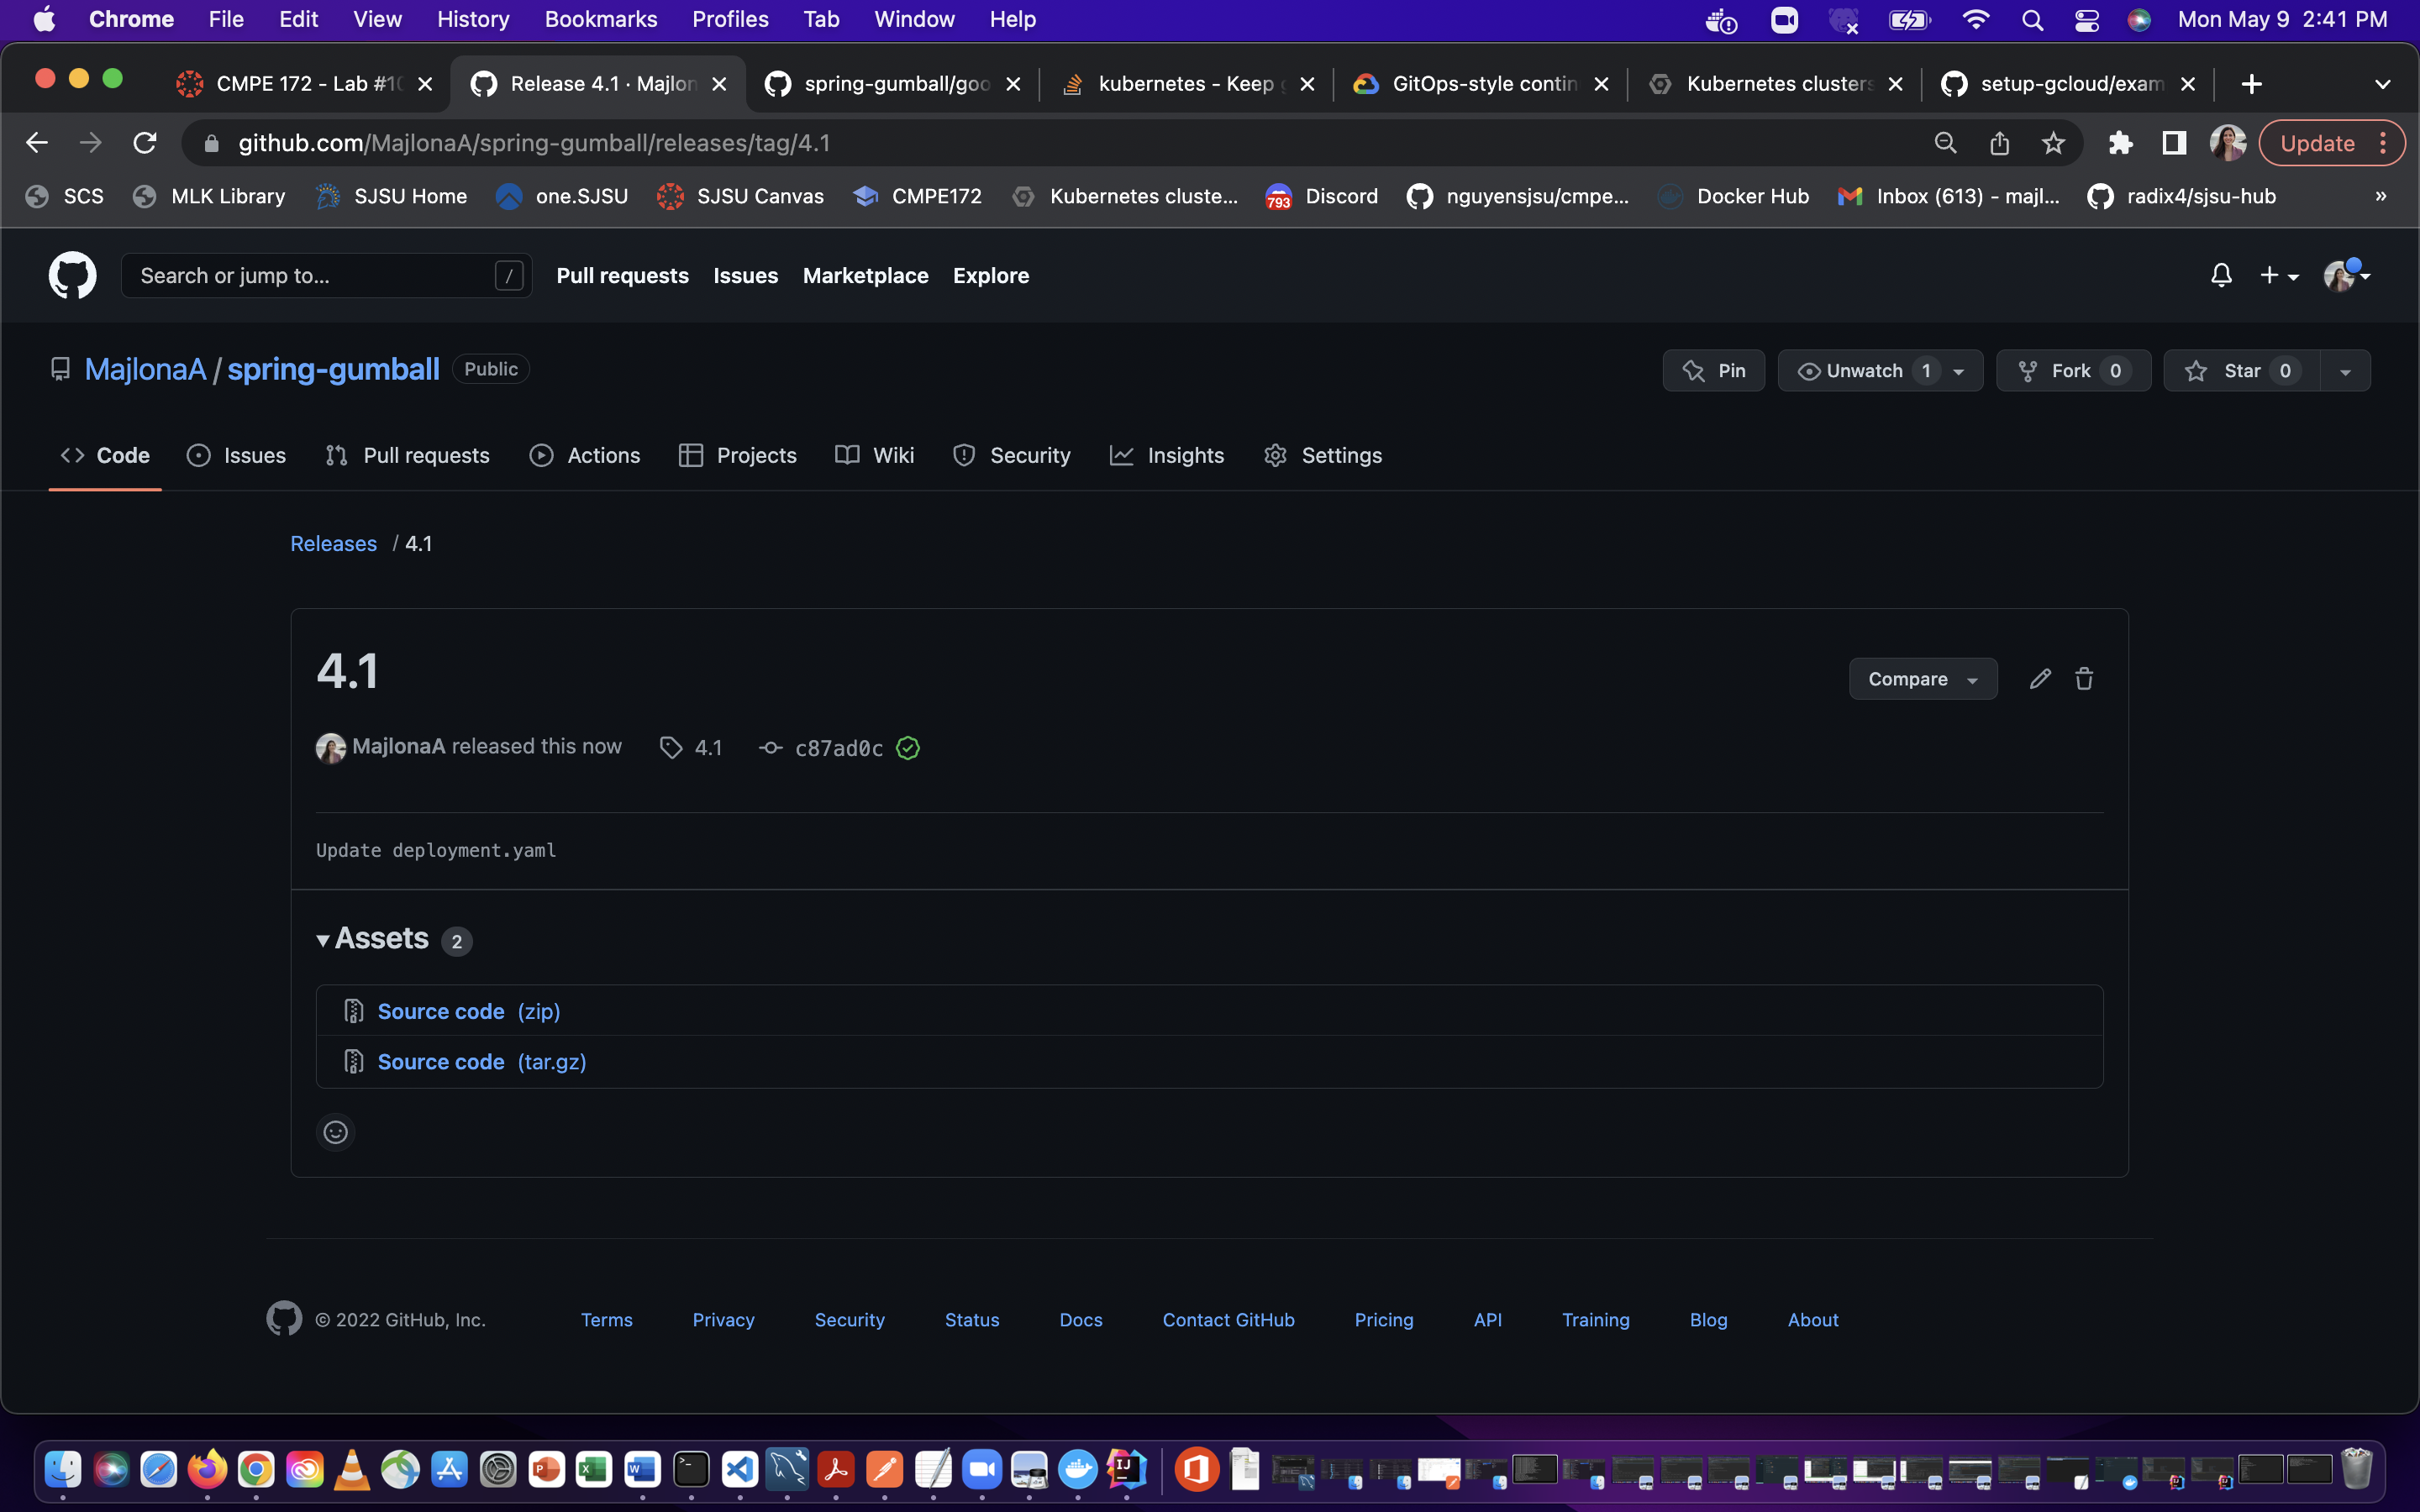 Chrome File Edit View History Bookmarks Profiles Tab Window Help Mon May 9 2:41 PM
CMPE 172 - Lab #10 Release 4.1 · Majlon spring-gumball/goo kubernetes - Keep GitOps-style contin Kubernetes clusters setup-gcloud/exam
github.com/MajlonaA/spring-gumball/releases/tag/4.1 Update
SCS MLK Library SJSU Home one.SJSU SJSU Canvas CMPE172 Kubernetes cluste... 793 Discord nguyensjsu/cmpe... Docker Hub Inbox (613) - majl... radix4/sjsu-hub »
Search or jump to... / Pull requests Issues Marketplace Explore
MajlonaA / spring-gumball Public Pin Unwatch 1 Fork 0 Star 0
Code Issues Pull requests Actions Projects Wiki Security Insights Settings
Releases / 4.1
4.1
Compare
MajlonaA released this now 4.1 c87ad0c
Update deployment.yaml
Assets 2
Source code (zip)
Source code (tar.gz)
© 2022 GitHub, Inc. Terms Privacy Security Status Docs Contact GitHub Pricing API Training Blog About